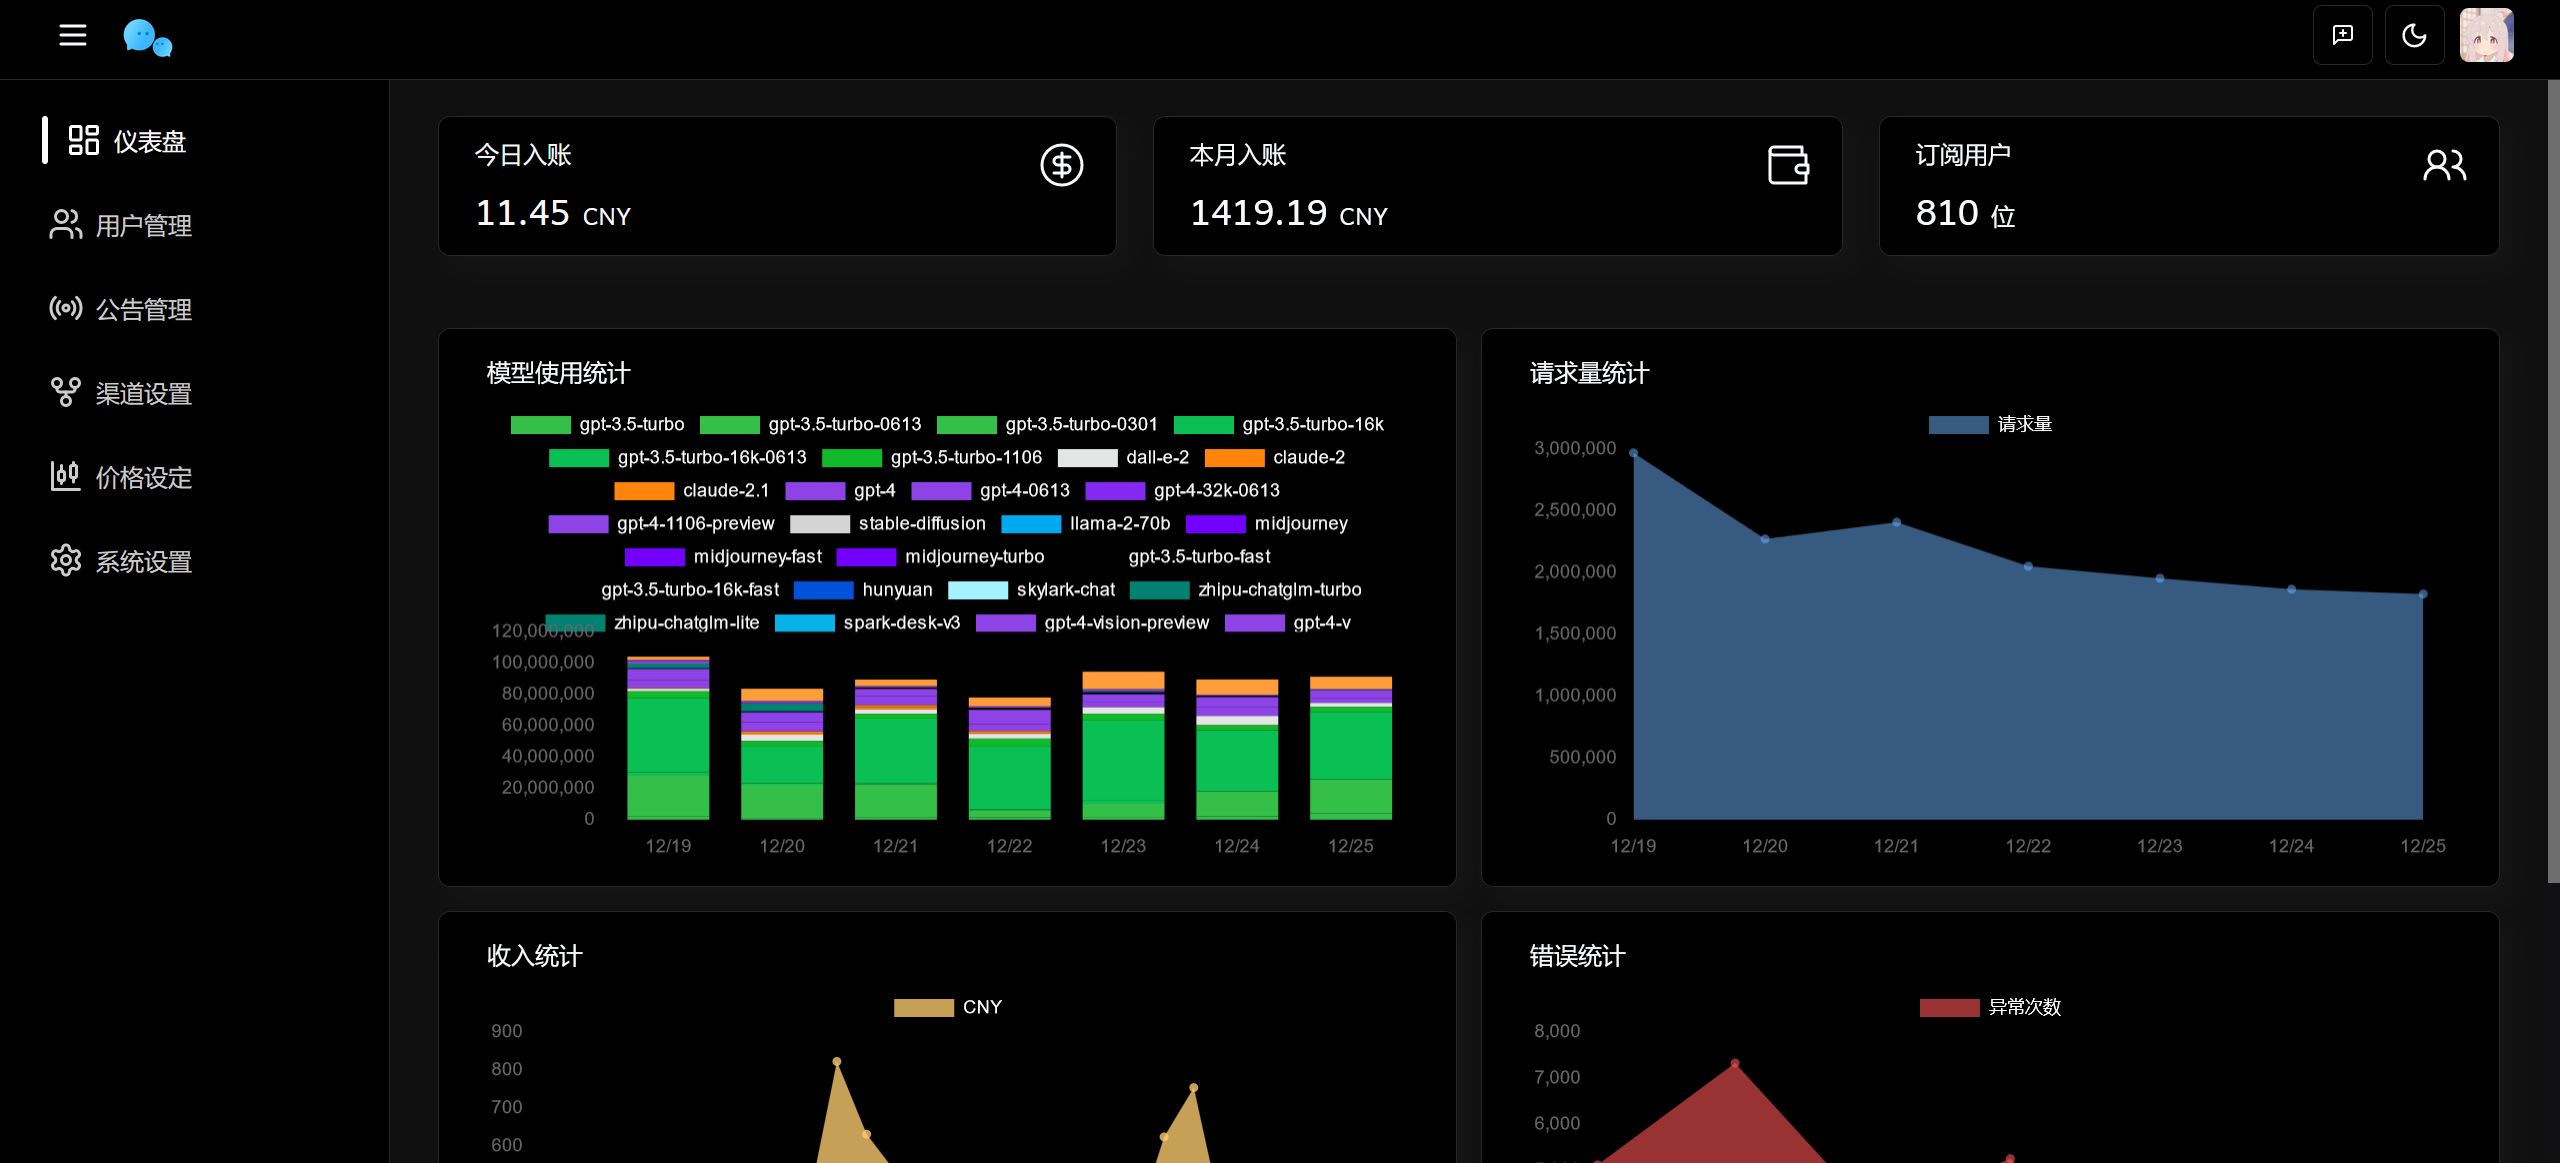 仪表盘
用户管理
公告管理
渠道设置
价格设定
系统设置
今日入账
11.45 CNY
本月入账
1419.19 CNY
订阅用户
810 位
模型使用统计
gpt-3.5-turbo gpt-3.5-turbo-0613 gpt-3.5-turbo-0301 gpt-3.5-turbo-16k
gpt-3.5-turbo-16k-0613 gpt-3.5-turbo-1106 dall-e-2 claude-2
claude-2.1 gpt-4 gpt-4-0613 gpt-4-32k-0613
gpt-4-1106-preview stable-diffusion llama-2-70b midjourney
midjourney-fast midjourney-turbo gpt-3.5-turbo-fast
gpt-3.5-turbo-16k-fast hunyuan skylark-chat zhipu-chatglm-turbo
zhipu-chatglm-lite spark-desk-v3 gpt-4-vision-preview gpt-4-v
120,000,000
100,000,000
80,000,000
60,000,000
40,000,000
20,000,000
0
12/19 12/20 12/21 12/22 12/23 12/24 12/25
请求量统计
请求量
3,000,000
2,500,000
2,000,000
1,500,000
1,000,000
500,000
0
12/19 12/20 12/21 12/22 12/23 12/24 12/25
收入统计
CNY
900
800
700
600
错误统计
异常次数
8,000
7,000
6,000